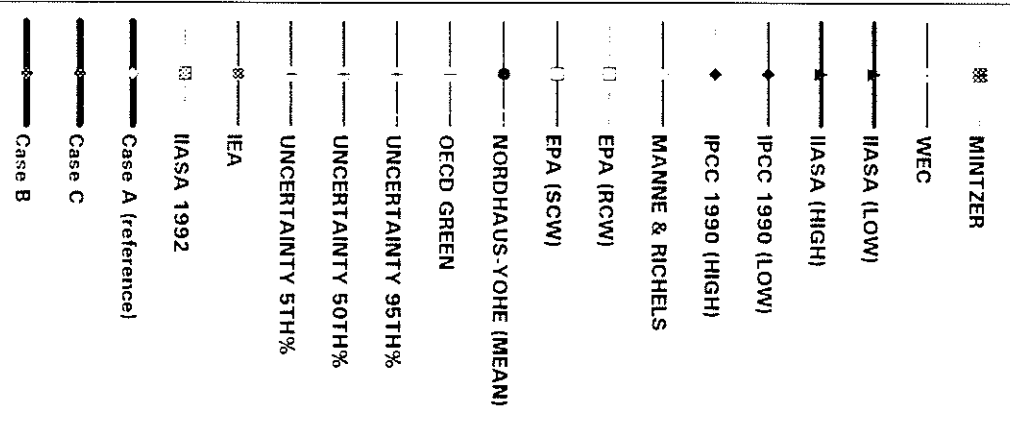 MINTZER
WEC
IIASA (LOW)
IIASA (HIGH)
IPCC 1990 (LOW)
IPCC 1990 (HIGH)
MANNE & RICHELS
EPA (RCW)
EPA (SCW)
NORDHAUS-YOHE (MEAN)
OECD GREEN
UNCERTAINTY 95TH%
UNCERTAINTY 50TH%
UNCERTAINTY 5TH%
IEA
IIASA 1992
Case A (reference)
Case C
Case B